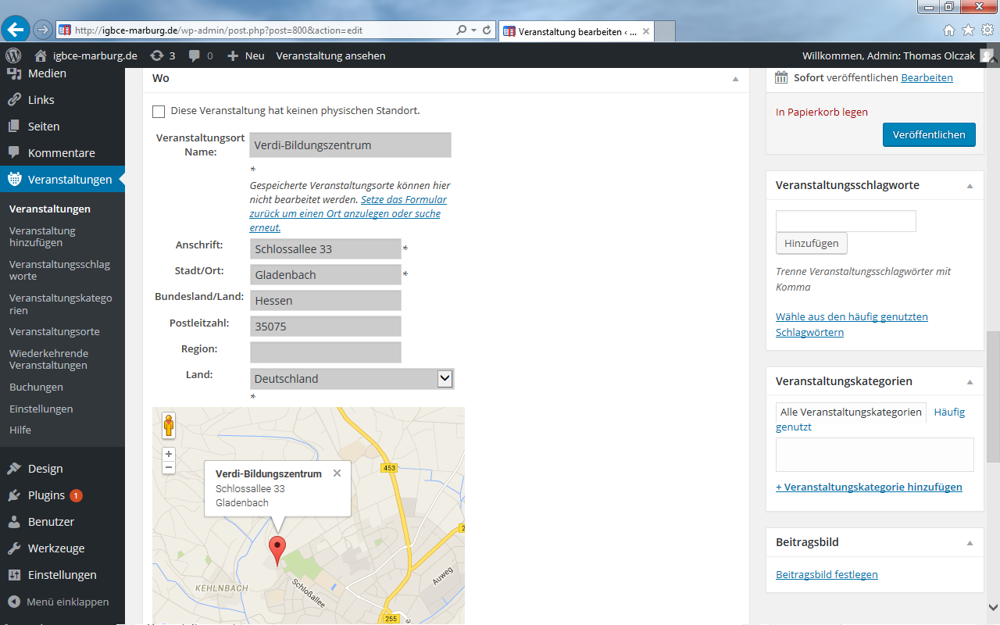 http://igbce-marburg.de/wp-admin/post.php?post=800&action=edit
Veranstaltung bearbeiten ‹ ...
igbce-marburg.de 3 0 Neu Veranstaltung ansehen Willkommen, Admin: Thomas Olczak
Medien
Links
Seiten
Kommentare
Veranstaltungen
Veranstaltungen
Veranstaltung
hinzufügen
Veranstaltungsschlag
worte
Veranstaltungskatego
rien
Veranstaltungsorte
Wiederkehrende
Veranstaltungen
Buchungen
Einstellungen
Hilfe
Design
Plugins 1
Benutzer
Werkzeuge
Einstellungen
Menü einklappen
Wo
Diese Veranstaltung hat keinen physischen Standort.
Veranstaltungsort
Name:
Verdi-Bildungszentrum
*
Gespeicherte Veranstaltungsorte können hier
nicht bearbeitet werden. Setze das Formular
zurück um einen Ort anzulegen oder suche
erneut.
Anschrift: Schlossallee 33 *
Stadt/Ort: Gladenbach *
Bundesland/Land: Hessen
Postleitzahl: 35075
Region:
Land: Deutschland
*
453
Verdi-Bildungszentrum
Schlossallee 33
Gladenbach
KEHLNBACH
Schloßallee
Auweg
255
Sofort veröffentlichen Bearbeiten
In Papierkorb legen
Veröffentlichen
Veranstaltungsschlagworte
Hinzufügen
Trenne Veranstaltungsschlagwörter mit
Komma
Wähle aus den häufig genutzten
Schlagwörtern
Veranstaltungskategorien
Alle Veranstaltungskategorien Häufig
genutzt
+ Veranstaltungskategorie hinzufügen
Beitragsbild
Beitragsbild festlegen